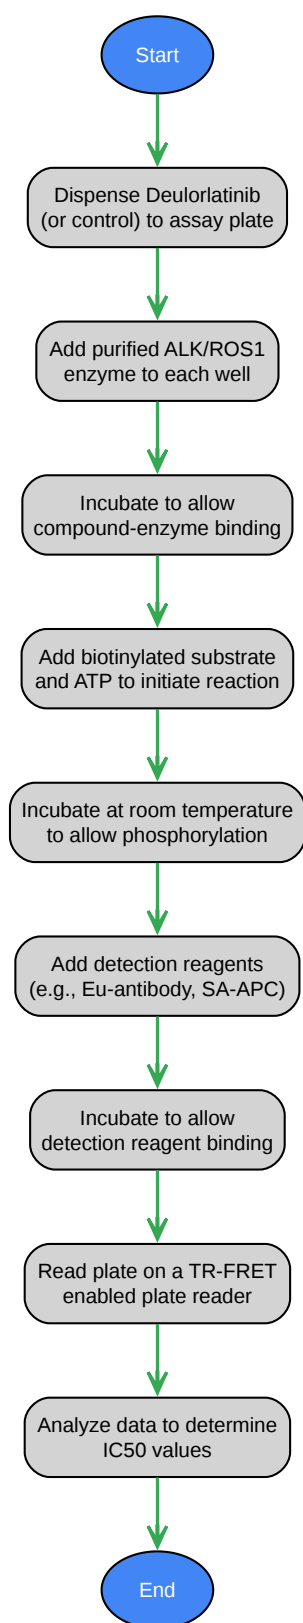 Start
Dispense Deulorlatinib
(or control) to assay plate
Add purified ALK/ROS1
enzyme to each well
Incubate to allow
compound-enzyme binding
Add biotinylated substrate
and ATP to initiate reaction
Incubate at room temperature
to allow phosphorylation
Add detection reagents
(e.g., Eu-antibody, SA-APC)
Incubate to allow
detection reagent binding
Read plate on a TR-FRET
enabled plate reader
Analyze data to determine
IC50 values
End